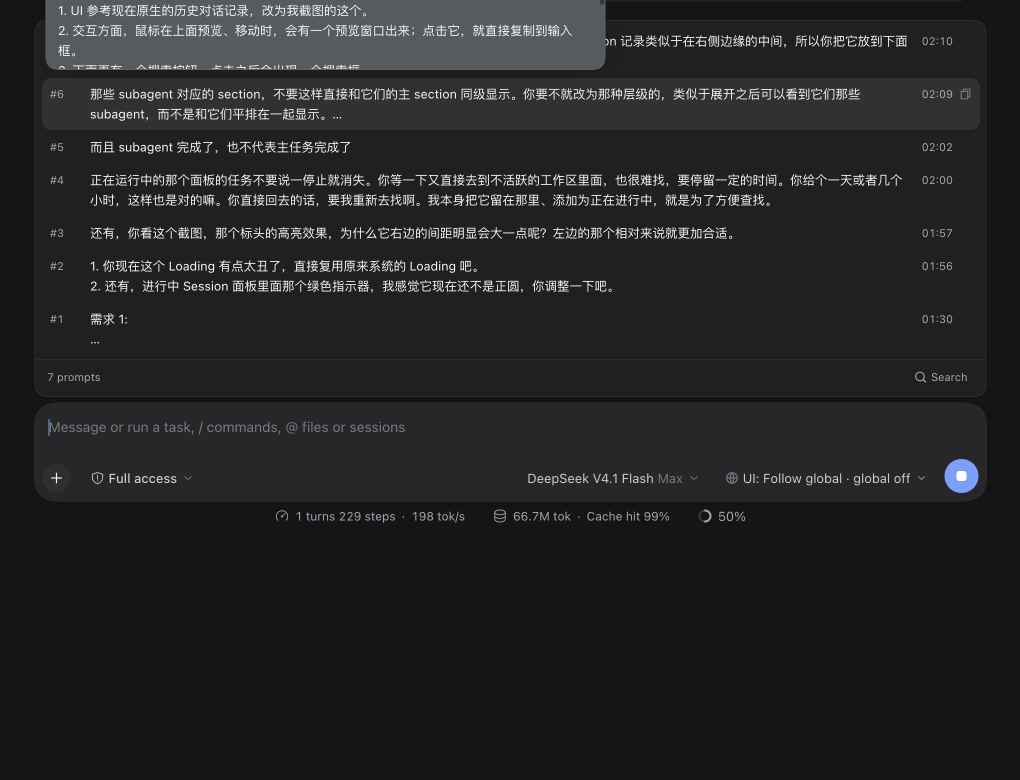 1. UI 参考现在原生的历史对话记录，改为我截图的这个。
2. 交互方面，鼠标在上面预览、移动时，会有一个预览窗口出来；点击它，就直接复制到输入
框。
on 记录类似于在右侧边缘的中间，所以你把它放到下面 02:10
#6 那些 subagent 对应的 section，不要这样直接和它们的主 section 同级显示。你要不就改为那种层级的，类似于展开之后可以看到它们那些 02:09
subagent，而不是和它们平排在一起显示。...
#5 而且 subagent 完成了，也不代表主任务完成了 02:02
#4 正在运行中的那个面板的任务不要说一停止就消失。你等一下又直接去到不活跃的工作区里面，也很难找，要停留一定的时间。你给个一天或者几个 02:00
小时，这样也是对的嘛。你直接回去的话，要我重新去找啊。我本身把它留在那里、添加为正在进行中，就是为了方便查找。
#3 还有，你看这个截图，那个标头的高亮效果，为什么它右边的间距明显会大一点呢？左边的那个相对来说就更加合适。 01:57
#2 1. 你现在这个 Loading 有点太丑了，直接复用原来系统的 Loading 吧。 01:56
2. 还有，进行中 Session 面板里面那个绿色指示器，我感觉它现在还不是正圆，你调整一下吧。
#1 需求 1: 01:30
...
7 prompts Search
Message or run a task, / commands, @ files or sessions
Full access DeepSeek V4.1 Flash Max UI: Follow global · global off
1 turns 229 steps · 198 tok/s 66.7M tok · Cache hit 99% 50%